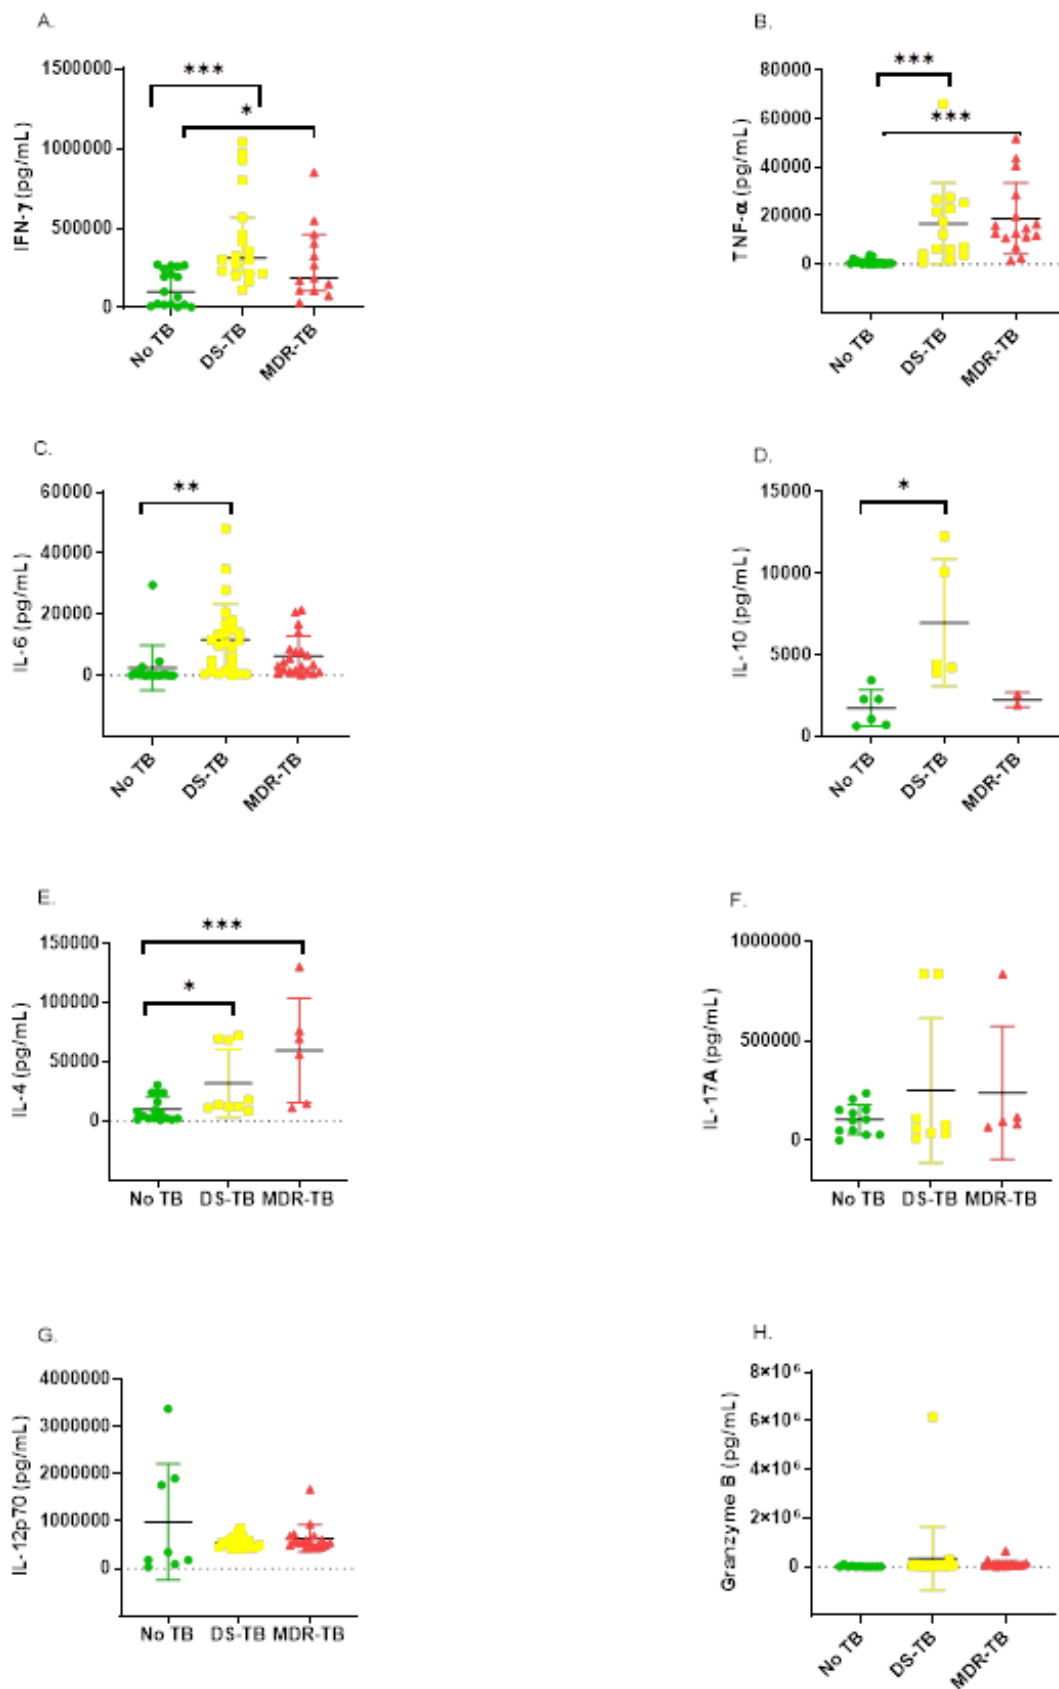 A.
1500000
1000000
500000
0
IFN-γ (pg/mL)
***
*
No TB
DS-TB
MDR-TB
B.
80000
60000
40000
20000
0
TNF-α (pg/mL)
***
***
No TB
DS-TB
MDR-TB
C.
60000
40000
20000
0
IL-6 (pg/mL)
**
No TB
DS-TB
MDR-TB
D.
15000
10000
5000
0
IL-10 (pg/mL)
*
No TB
DS-TB
MDR-TB
E.
150000
100000
50000
0
IL-4 (pg/mL)
***
*
No TB
DS-TB
MDR-TB
F.
1000000
500000
0
IL-17A (pg/mL)
No TB
DS-TB
MDR-TB
G.
4000000
3000000
2000000
1000000
0
IL-12p70 (pg/mL)
No TB
DS-TB
MDR-TB
H.
8×10⁶
6×10⁶
4×10⁶
2×10⁶
0
Granzyme B (pg/mL)
No TB
DS-TB
MDR-TB